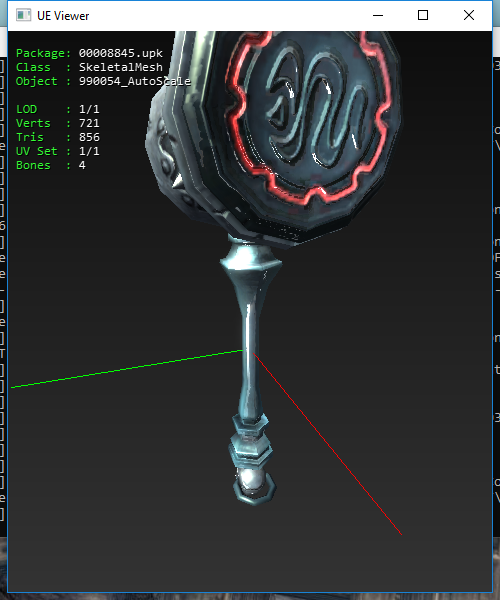 UE Viewer
Package: 00008845.upk
Class : SkeletalMesh
Object : 990054_AutoScale
LOD : 1/1
Verts : 721
Tris : 856
UV Set : 1/1
Bones : 4